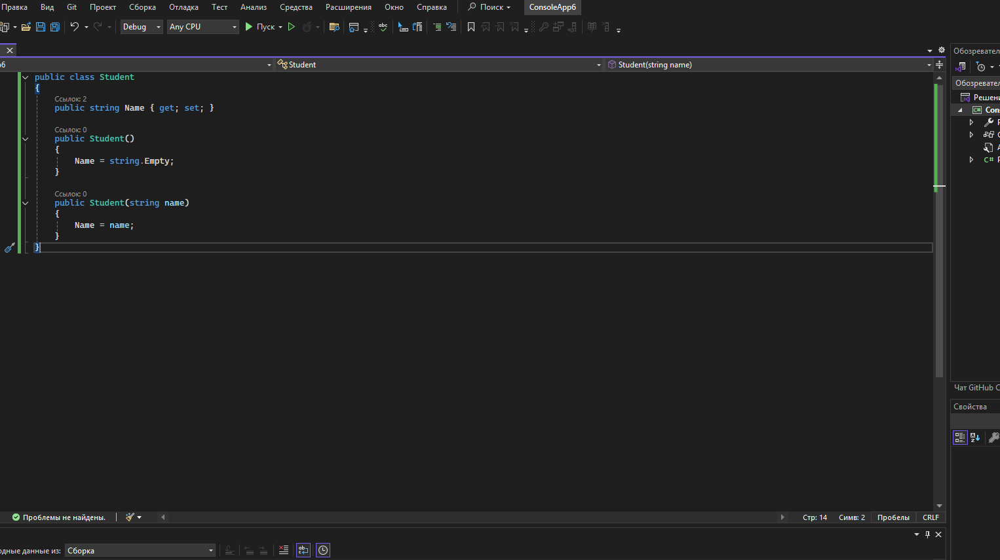 Правка Вид Git Проект Сборка Отладка Тест Анализ Средства Расширения Окно Справка Поиск ConsoleApp6
Debug Any CPU Пуск
Student Student(string name)
public class Student
{
Ссылок: 2
public string Name { get; set; }
Ссылок: 0
public Student()
{
Name = string.Empty;
}
Ссылок: 0
public Student(string name)
{
Name = name;
}
}
Проблемы не найдены. Стр: 14 Симв: 2 Пробелы CRLF
данные из: Сборка
Обозревател
Обозревател
Решени
C# Con
C#
Чат GitHub C
Свойства